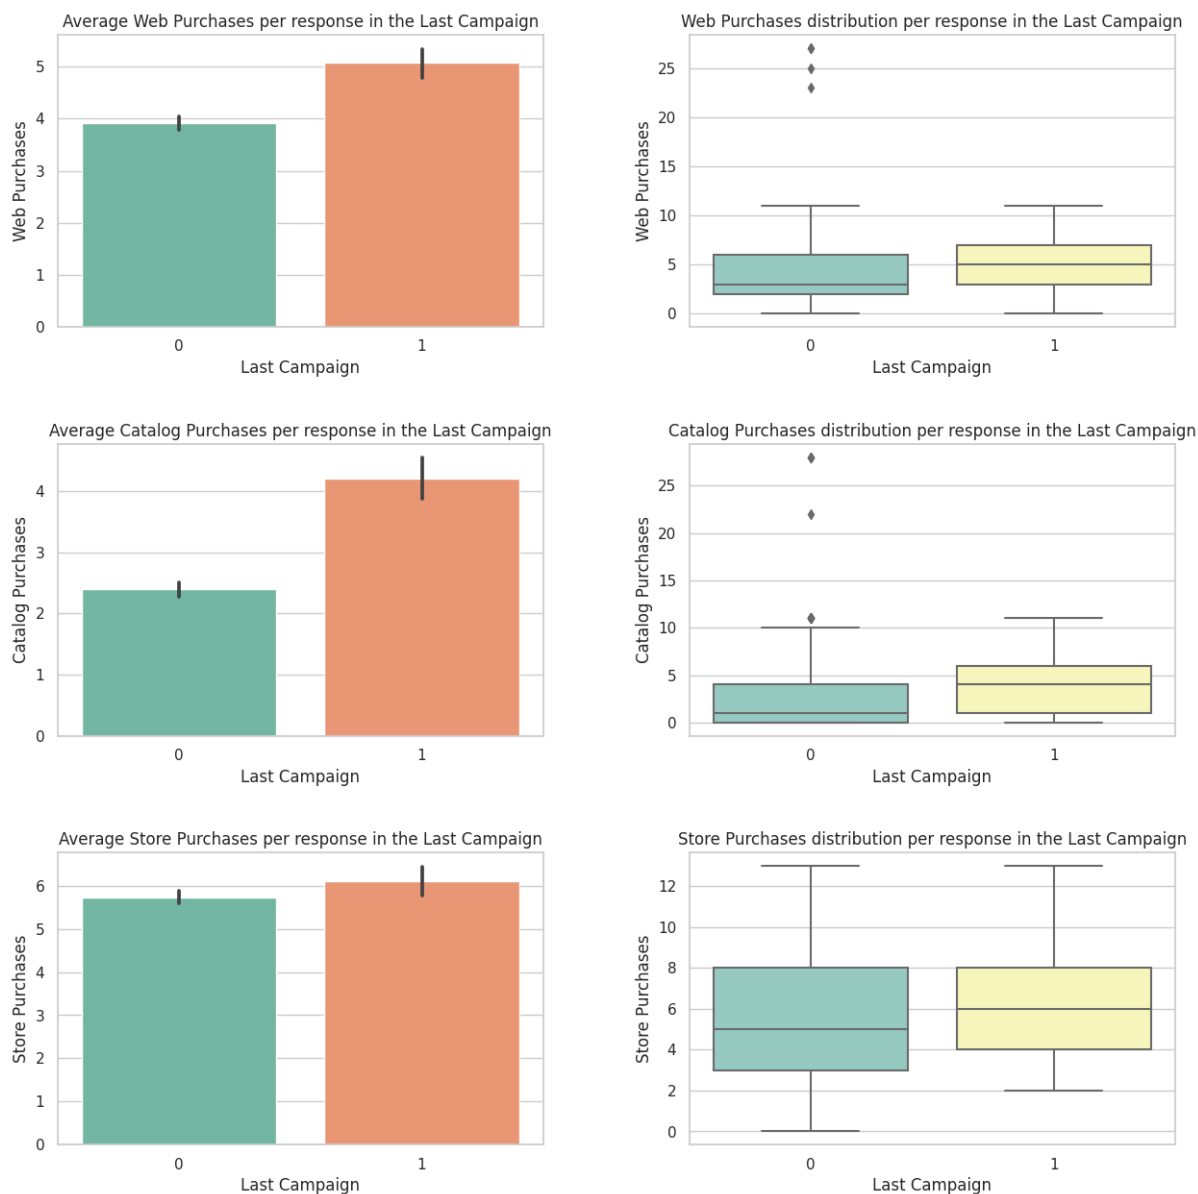 Average Web Purchases per response in the Last Campaign
Web Purchases
5
4
3
2
1
0
0 1
Last Campaign
Web Purchases distribution per response in the Last Campaign
Web Purchases
25
20
15
10
5
0
0 1
Last Campaign
Average Catalog Purchases per response in the Last Campaign
Catalog Purchases
4
3
2
1
0
0 1
Last Campaign
Catalog Purchases distribution per response in the Last Campaign
Catalog Purchases
25
20
15
10
5
0
0 1
Last Campaign
Average Store Purchases per response in the Last Campaign
Store Purchases
6
5
4
3
2
1
0
0 1
Last Campaign
Store Purchases distribution per response in the Last Campaign
Store Purchases
12
10
8
6
4
2
0
0 1
Last Campaign